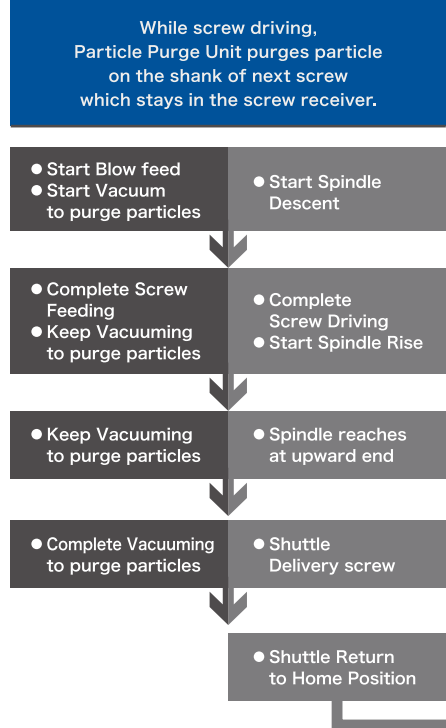 While screw driving,
Particle Purge Unit purges particle
on the shank of next screw
which stays in the screw receiver.
● Start Blow feed
● Start Vacuum
to purge particles
● Start Spindle
Descent
● Complete Screw
Feeding
● Keep Vacuuming
to purge particles
● Complete
Screw Driving
● Start Spindle Rise
● Keep Vacuuming
to purge particles
● Spindle reaches
at upward end
● Complete Vacuuming
to purge particles
● Shuttle
Delivery screw
● Shuttle Return
to Home Position